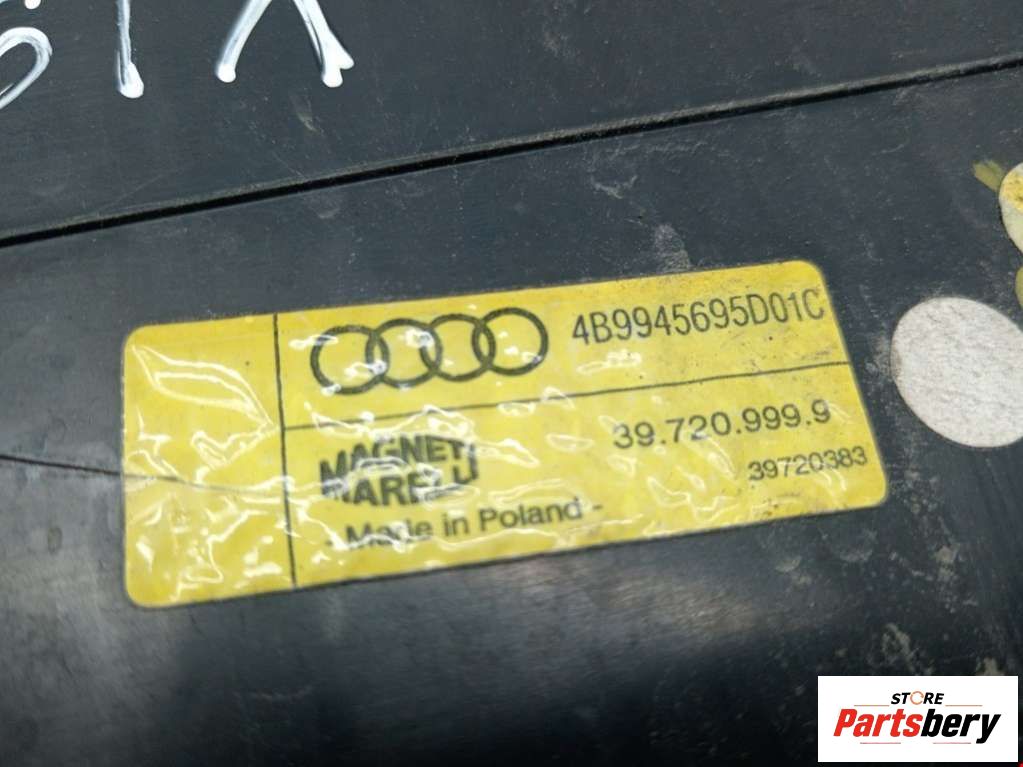 4B9945695D01C
39.720.999.9
MAGNETI
MARELLI
39720383
- Made in Poland -
STORE
Partsbery